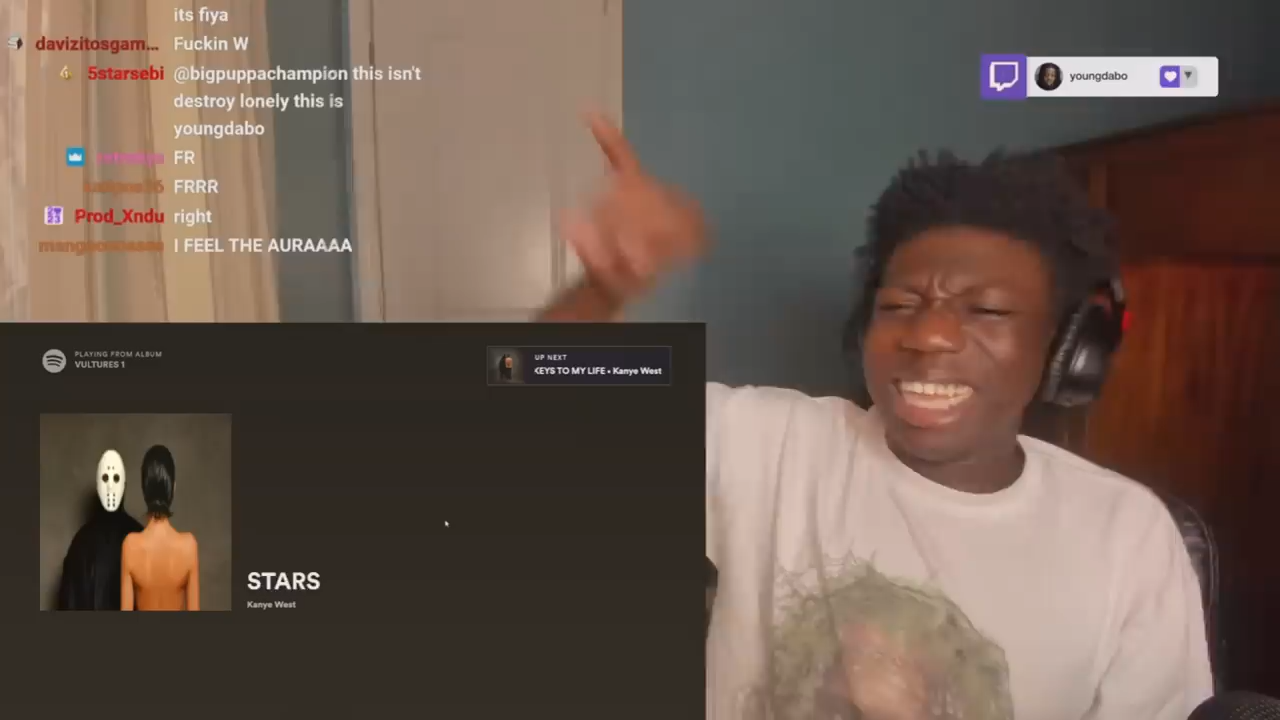 its fiya
davizitosgam... Fuckin W
5starsebi @bigpuppachampion this isn't
destroy lonely this is
youngdabo
FR
FRRR
Prod_Xndu right
I FEEL THE AURAAAA
youngdabo
PLAYING FROM ALBUM
VULTURES 1
UP NEXT
KEYS TO MY LIFE • Kanye West
STARS
Kanye West